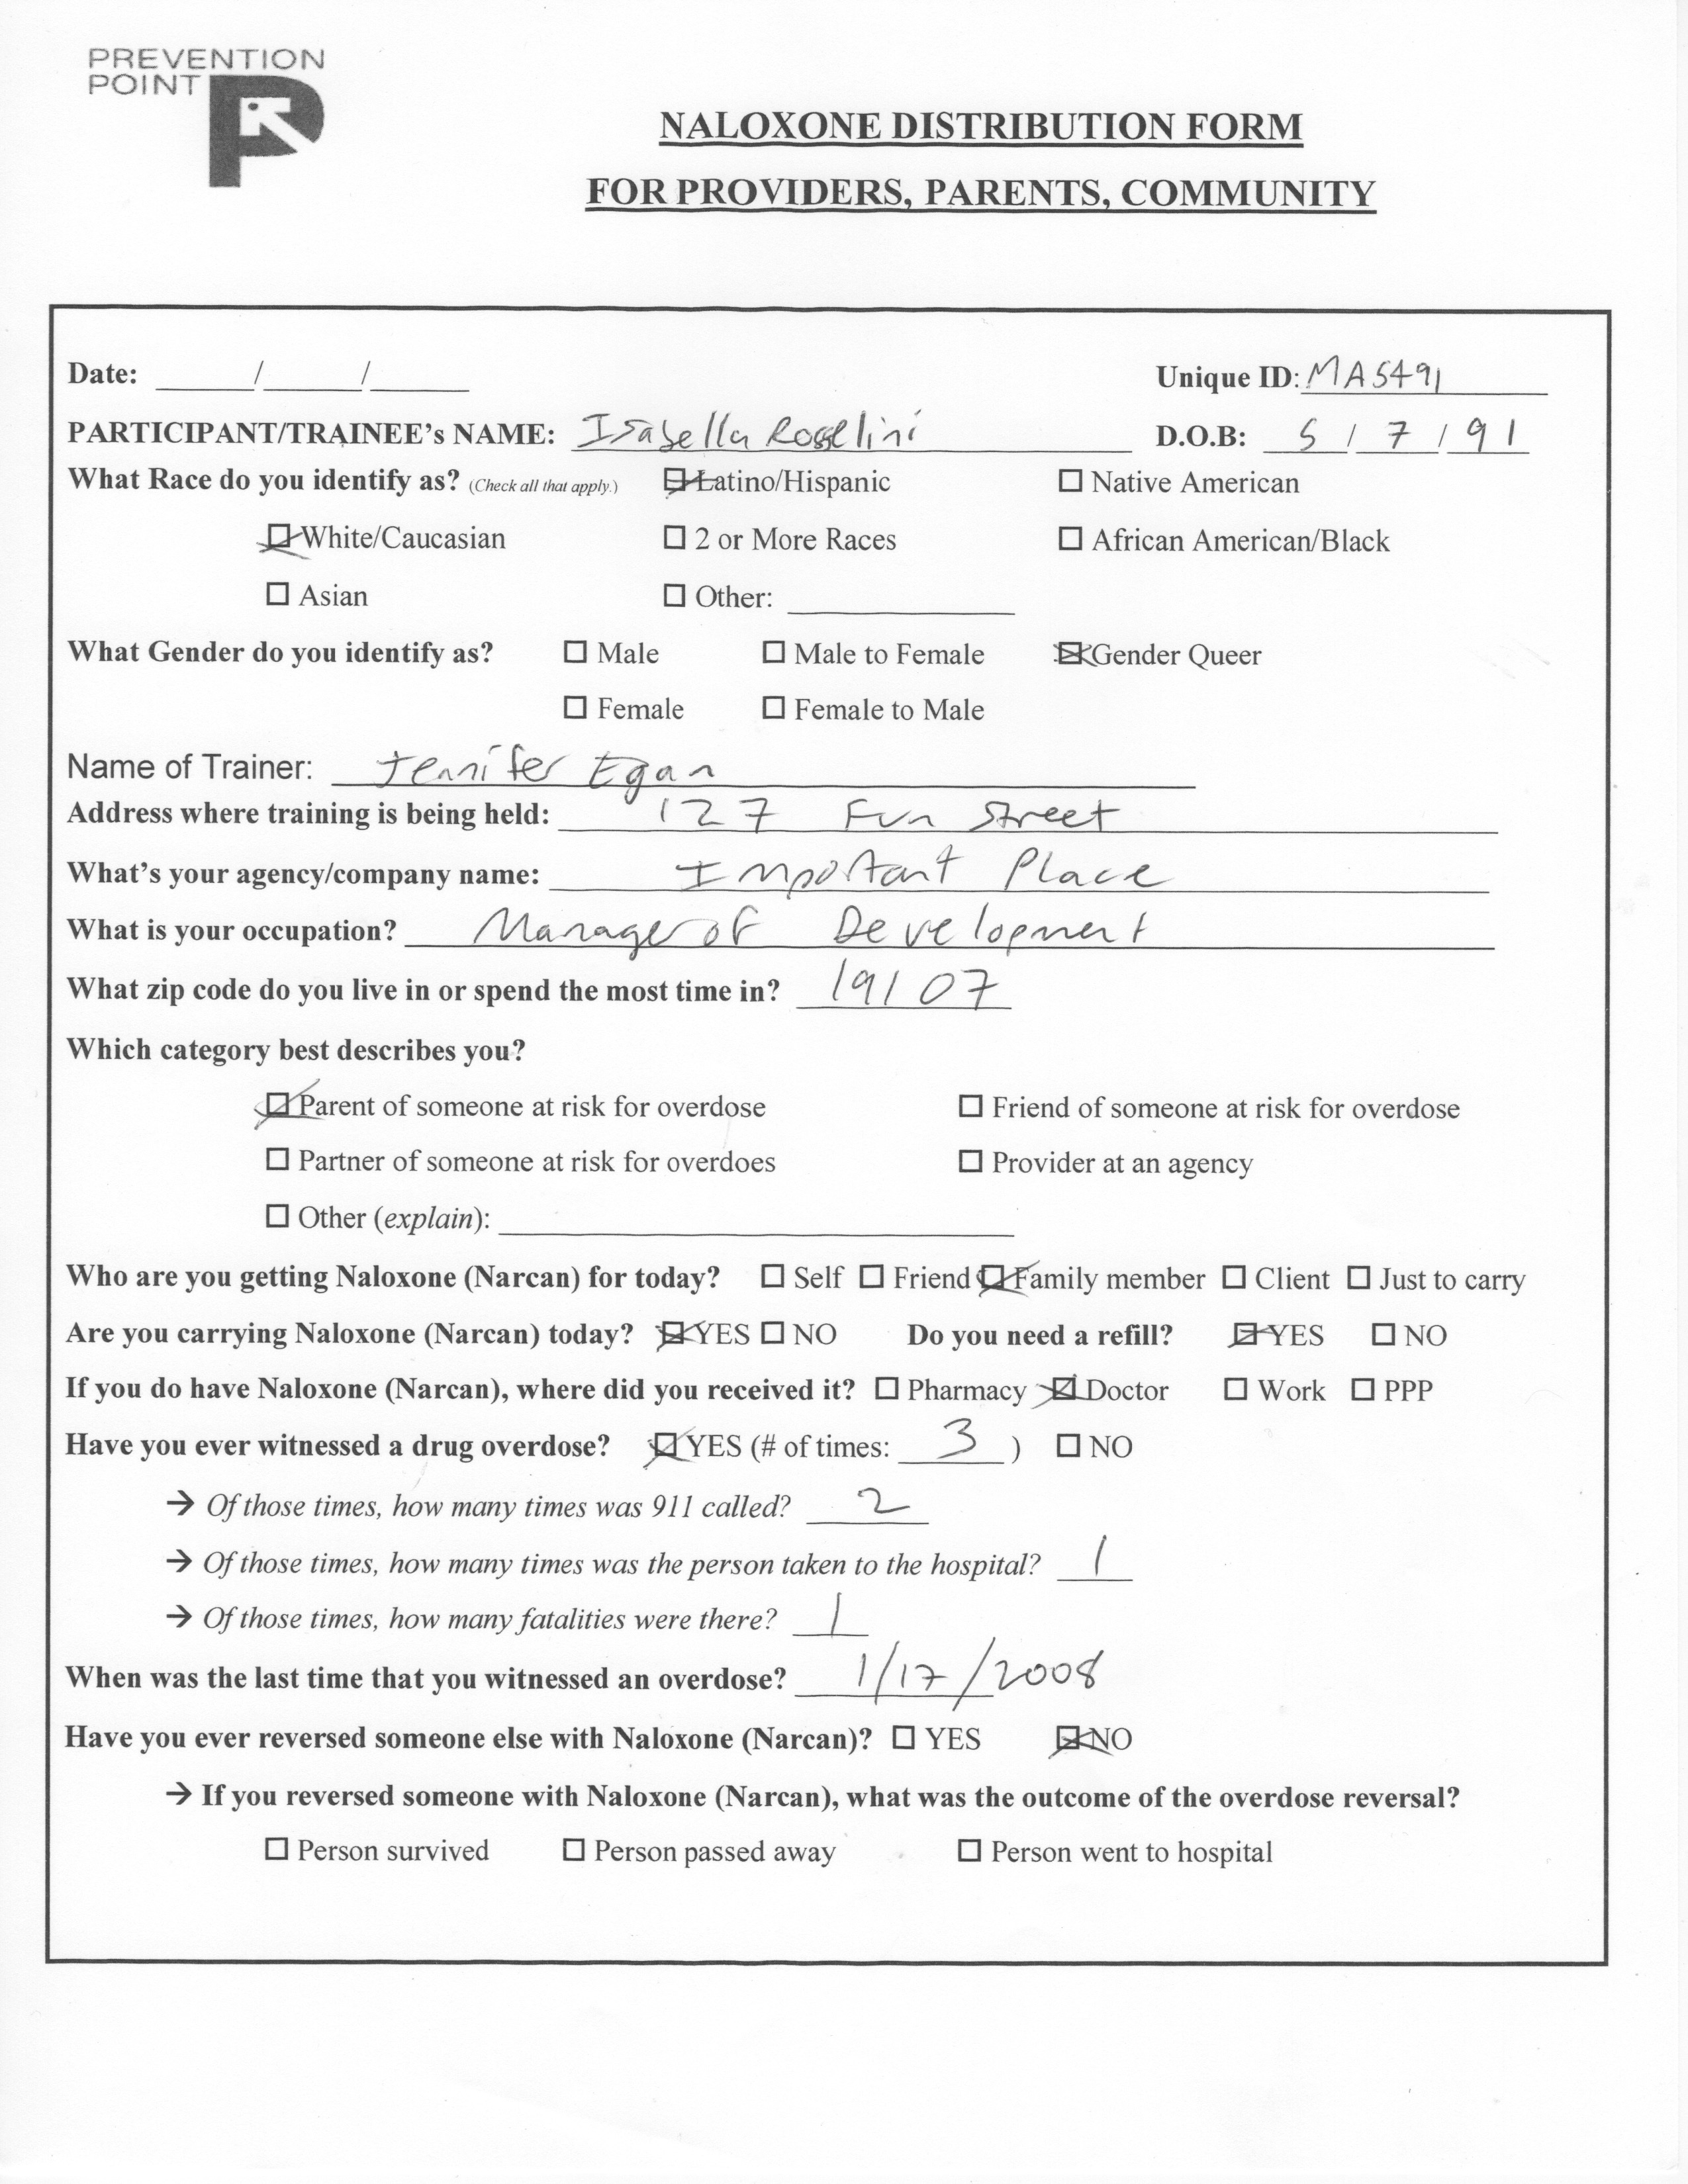 PREVENTION
POINT
NALOXONE DISTRIBUTION FORM
FOR PROVIDERS, PARENTS, COMMUNITY
Date: ______/______/______ Unique ID: MAS491
PARTICIPANT/TRAINEE's NAME: Isabella Rosselini D.O.B: 5 / 7 / 91
What Race do you identify as? (Check all that apply.) ☒ Latino/Hispanic ☐ Native American
☒ White/Caucasian ☐ 2 or More Races ☐ African American/Black
☐ Asian ☐ Other: ______
What Gender do you identify as? ☐ Male ☐ Male to Female ☒ Gender Queer
☐ Female ☐ Female to Male
Name of Trainer: Jennifer Egan
Address where training is being held: 127 Fun Street
What's your agency/company name: Important Place
What is your occupation? Manager of Development
What zip code do you live in or spend the most time in? 19107
Which category best describes you?
☒ Parent of someone at risk for overdose ☐ Friend of someone at risk for overdose
☐ Partner of someone at risk for overdoes ☐ Provider at an agency
☐ Other (explain): ______
Who are you getting Naloxone (Narcan) for today? ☐ Self ☐ Friend ☒ Family member ☐ Client ☐ Just to carry
Are you carrying Naloxone (Narcan) today? ☒ YES ☐ NO Do you need a refill? ☒ YES ☐ NO
If you do have Naloxone (Narcan), where did you received it? ☐ Pharmacy ☒ Doctor ☐ Work ☐ PPP
Have you ever witnessed a drug overdose? ☒ YES (# of times: 3 ) ☐ NO
→ Of those times, how many times was 911 called? 2
→ Of those times, how many times was the person taken to the hospital? 1
→ Of those times, how many fatalities were there? 1
When was the last time that you witnessed an overdose? 1/17/2008
Have you ever reversed someone else with Naloxone (Narcan)? ☐ YES ☒ NO
→ If you reversed someone with Naloxone (Narcan), what was the outcome of the overdose reversal?
☐ Person survived ☐ Person passed away ☐ Person went to hospital